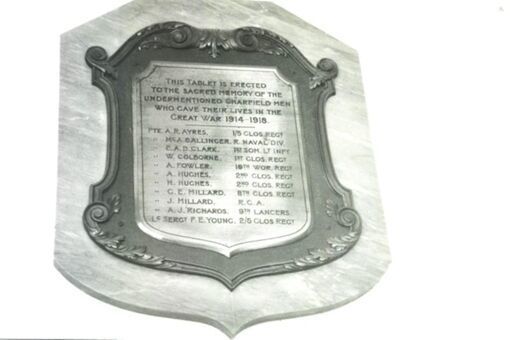 THIS TABLET IS ERECTED
TO THE SACRED MEMORY OF THE
UNDERMENTIONED CHARFIELD MEN
WHO GAVE THEIR LIVES IN THE
GREAT WAR 1914-1918.
PTE. A.R. AYRES. 1/5 GLOS. REGT
" BALLINGER. R. NAVAL DIV.
" E.A.D. CLARK. 1ST SOM. LT INFY
" W. COLBORNE. 1ST GLOS. REGT
" A. FOWLER. 10TH WOR. REGT
" A. HUGHES. 2ND GLOS. REGT
" H. HUGHES. 2ND GLOS. REGT
" G.E. MILLARD. 8TH GLOS. REGT
" J. MILLARD. R.G.A.
" A.J. RICHARDS. 9TH LANCERS.
L/SERGT F.E. YOUNG. 2/5 GLOS. REGT